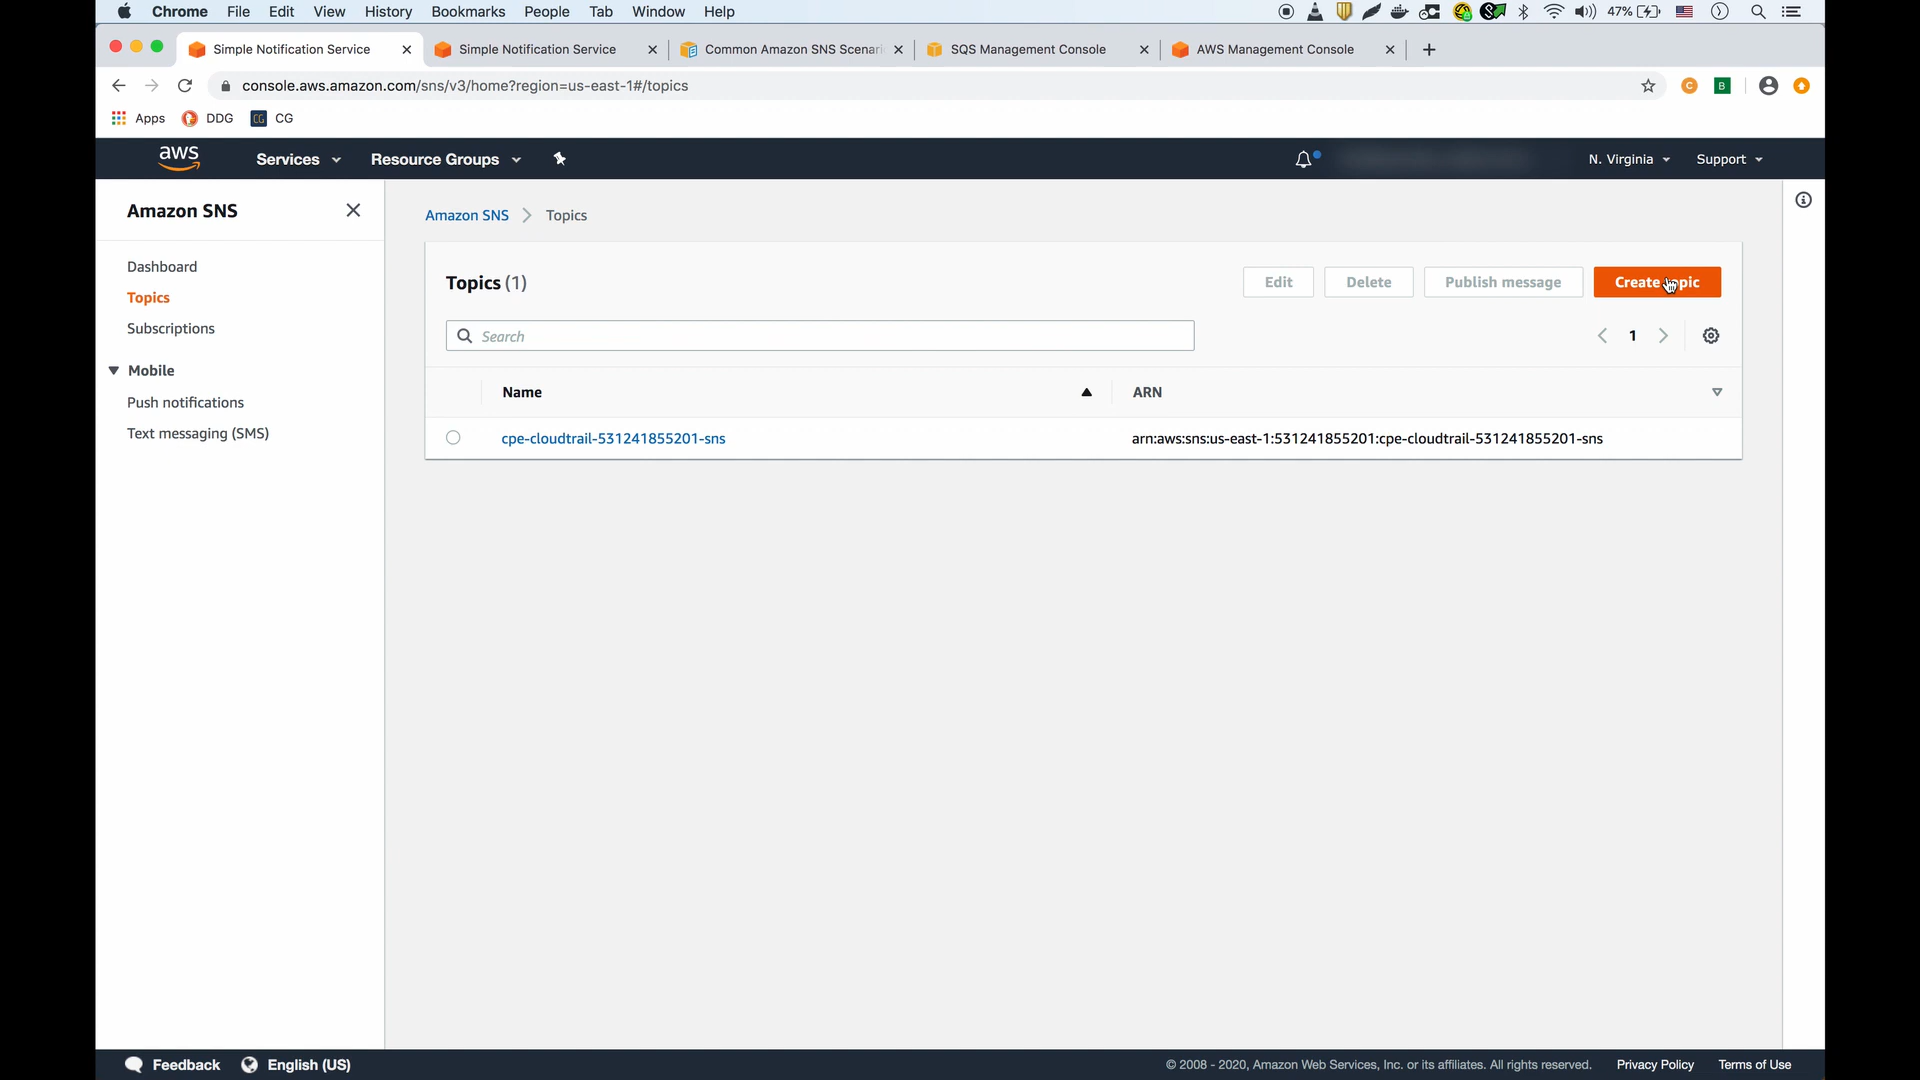 Chrome File Edit View History Bookmarks People Tab Window Help 47%
Simple Notification Service Simple Notification Service Common Amazon SNS Scenari SQS Management Console AWS Management Console
console.aws.amazon.com/sns/v3/home?region=us-east-1#/topics
Apps DDG CG CG
aws Services Resource Groups N. Virginia Support
Amazon SNS
Dashboard
Topics
Subscriptions
Mobile
Push notifications
Text messaging (SMS)
Amazon SNS Topics
Topics (1) Edit Delete Publish message Create topic
Search 1
Name ARN
cpe-cloudtrail-531241855201-sns arn:aws:sns:us-east-1:531241855201:cpe-cloudtrail-531241855201-sns
Feedback English (US) © 2008 - 2020, Amazon Web Services, Inc. or its affiliates. All rights reserved. Privacy Policy Terms of Use